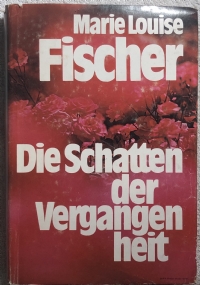 Marie Louise
Fischer
Die Schatten
der
Vergangen
heit